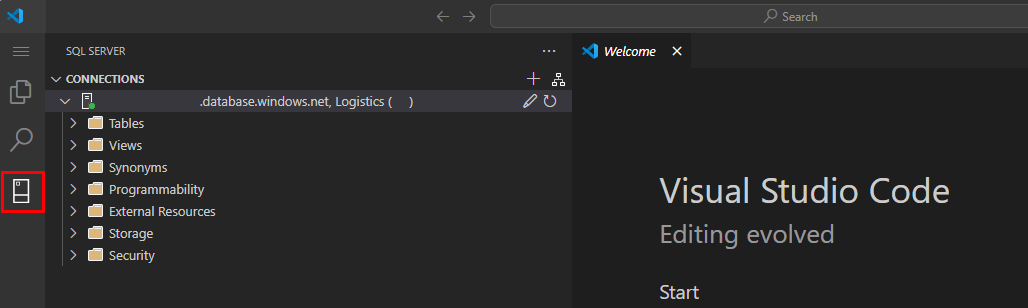 Search
SQL SERVER
Welcome
CONNECTIONS
.database.windows.net, Logistics ( )
Tables
Views
Synonyms
Programmability
External Resources
Storage
Security
Visual Studio Code
Editing evolved
Start